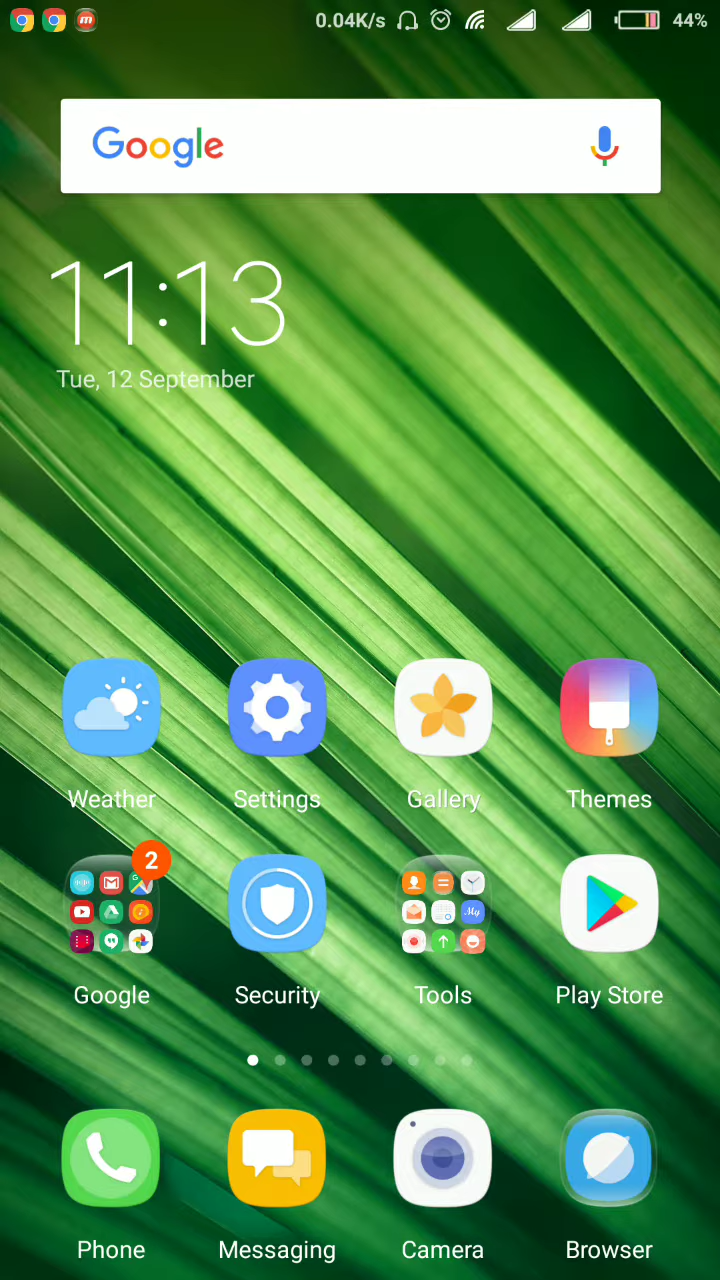 0.04K/s 44%
Google
11:13
Tue, 12 September
Weather Settings Gallery Themes
2
Google Security Tools Play Store
Phone Messaging Camera Browser